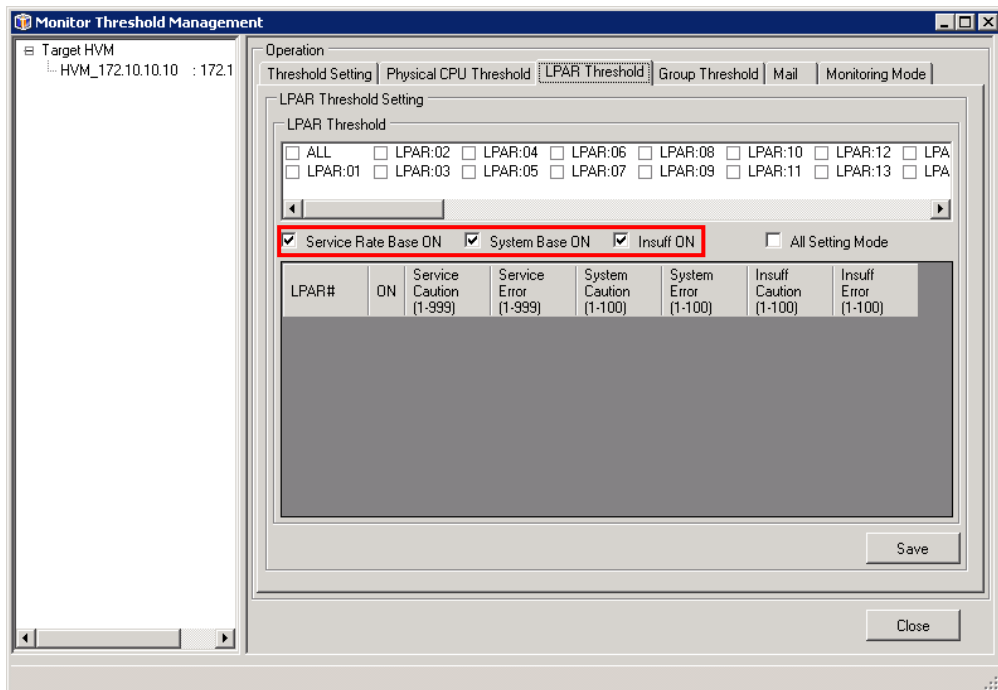 Monitor Threshold Management
Target HVM
HVM_172.10.10.10 : 172.1
Operation
Threshold Setting Physical CPU Threshold LPAR Threshold Group Threshold Mail Monitoring Mode
LPAR Threshold Setting
LPAR Threshold
ALL LPAR:02 LPAR:04 LPAR:06 LPAR:08 LPAR:10 LPAR:12 LPA
LPAR:01 LPAR:03 LPAR:05 LPAR:07 LPAR:09 LPAR:11 LPAR:13 LPA
Service Rate Base ON System Base ON Insuff ON All Setting Mode
Service Service System System Insuff Insuff
LPAR# ON Caution Error Caution Error Caution Error
(1-999) (1-999) (1-100) (1-100) (1-100) (1-100)
Save
Close